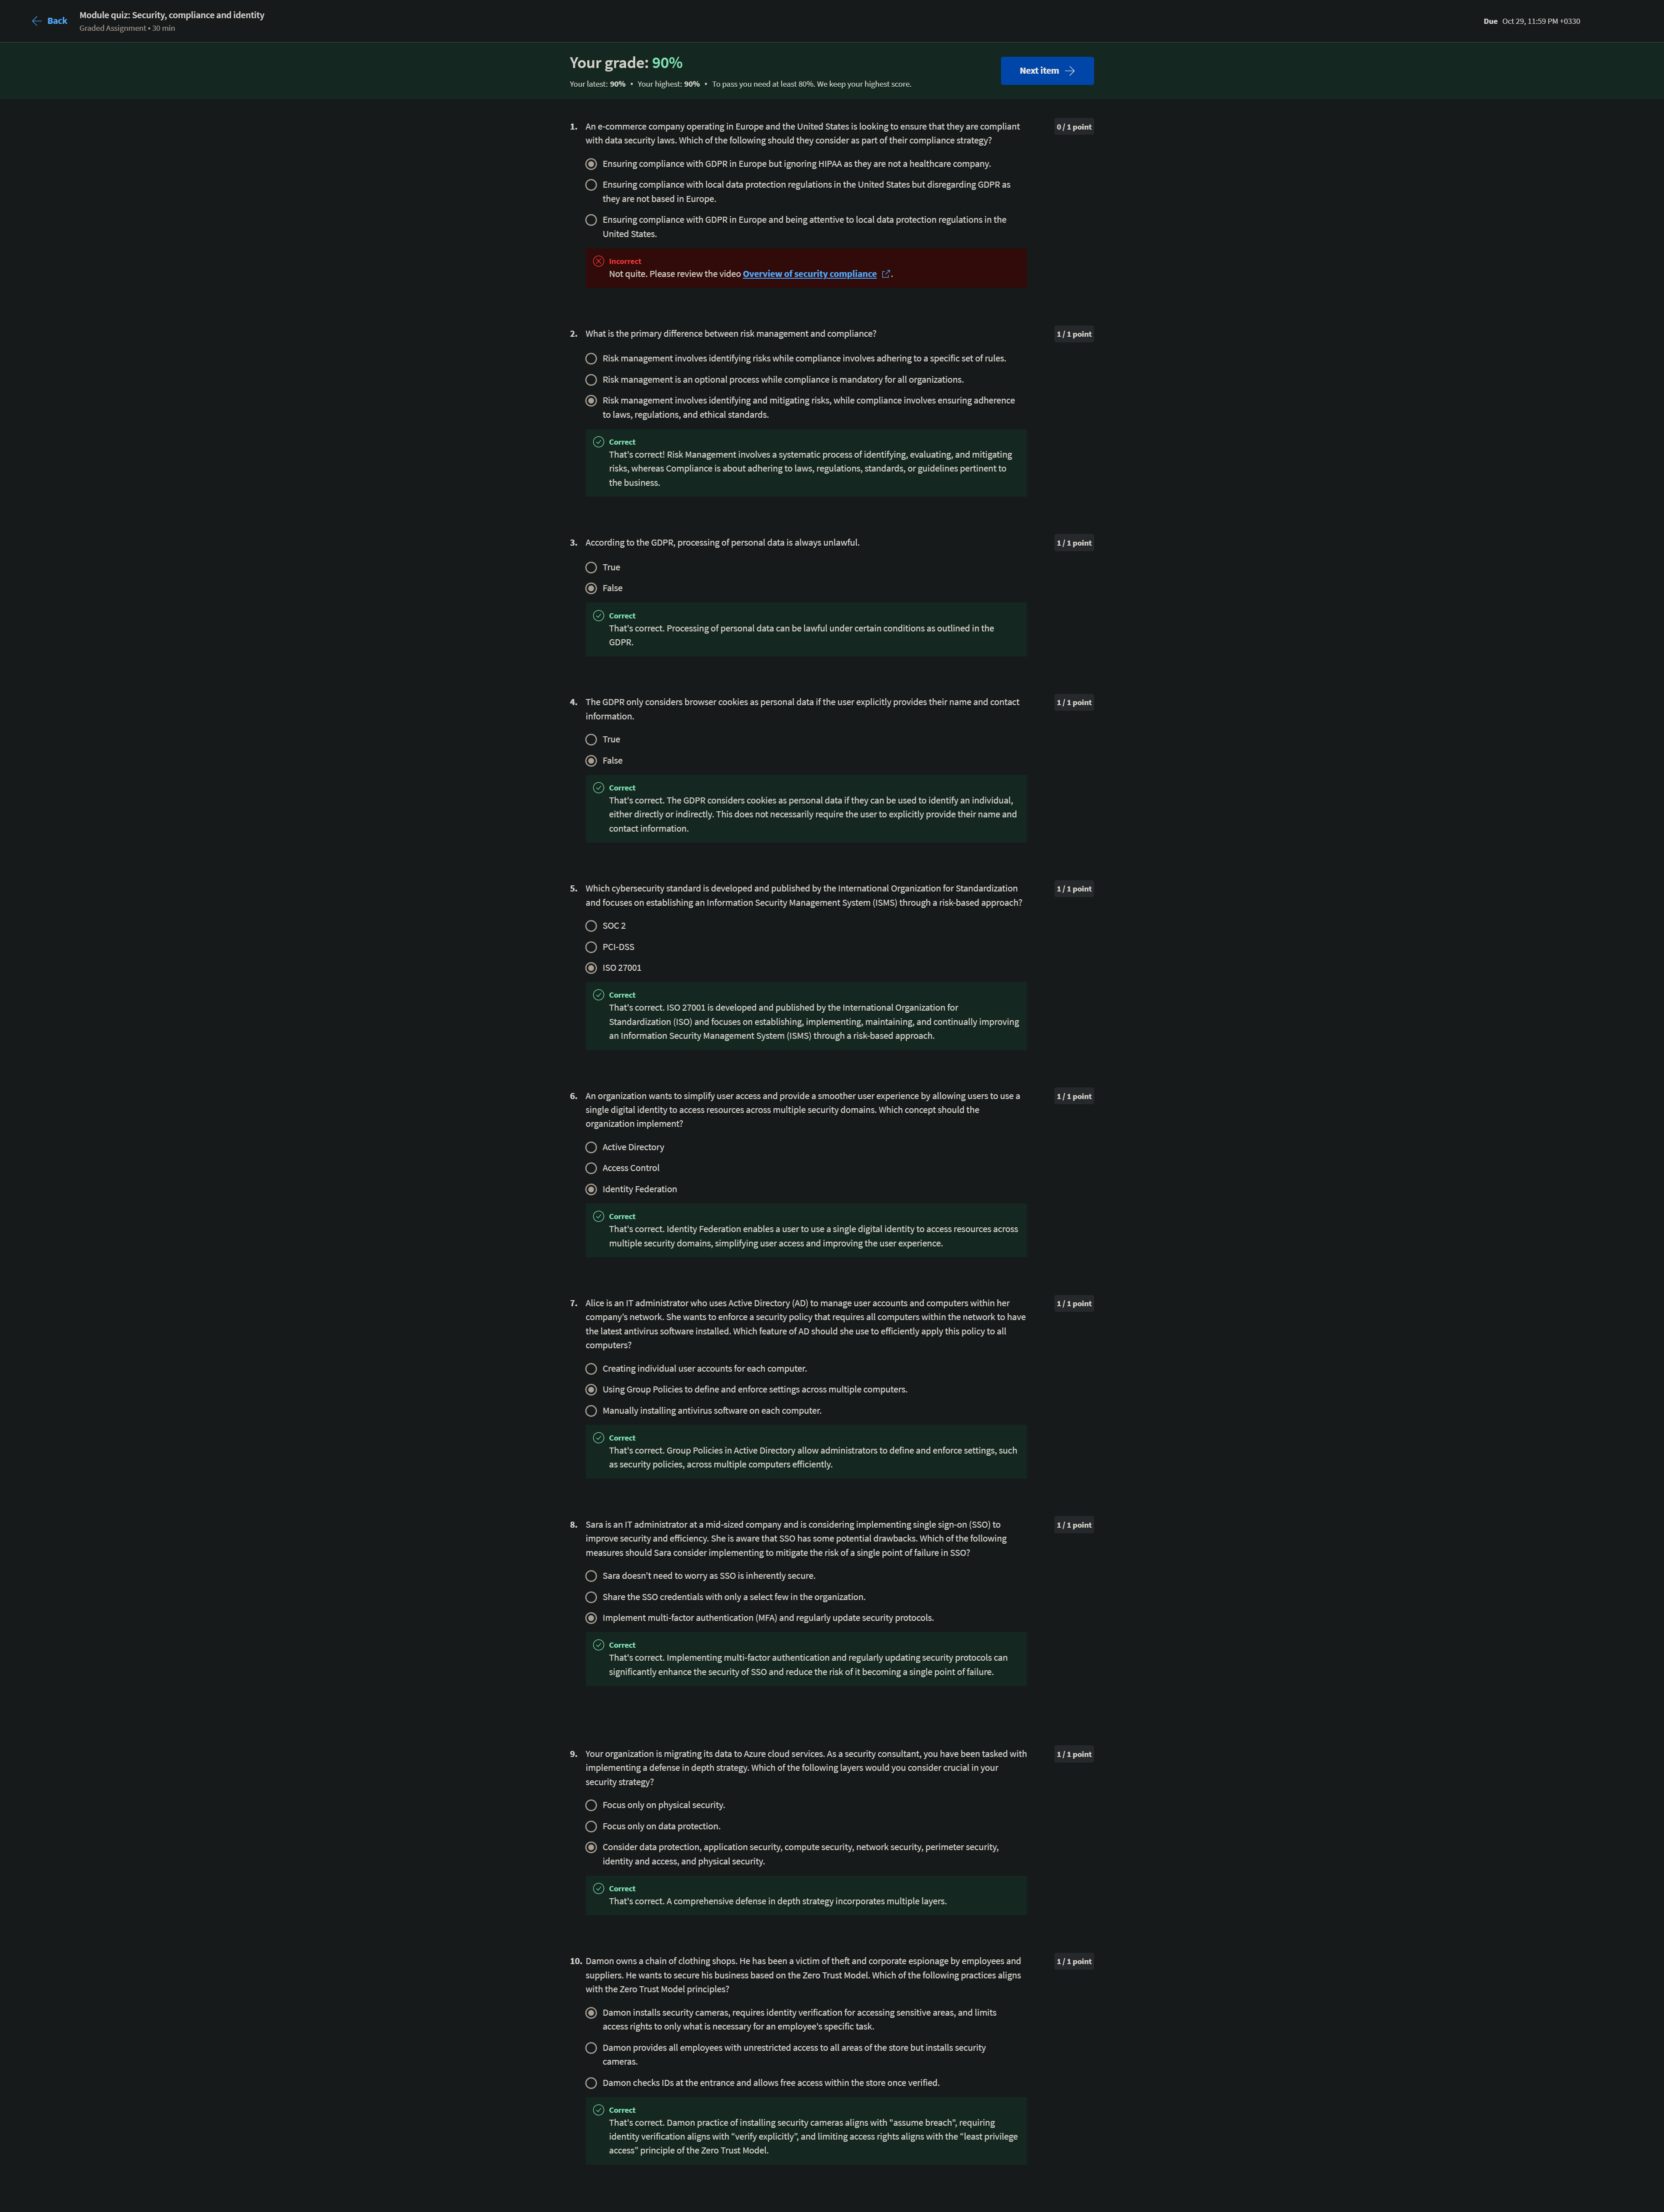 Back
Module quiz: Security, compliance and identity
Graded Assignment • 30 min
Due Oct 29, 11:59 PM +0330
Your grade: 90%
Your latest: 90% • Your highest: 90% • To pass you need at least 80%. We keep your highest score.
Next item
1. An e-commerce company operating in Europe and the United States is looking to ensure that they are compliant
with data security laws. Which of the following should they consider as part of their compliance strategy?
0 / 1 point
Ensuring compliance with GDPR in Europe but ignoring HIPAA as they are not a healthcare company.
Ensuring compliance with local data protection regulations in the United States but disregarding GDPR as
they are not based in Europe.
Ensuring compliance with GDPR in Europe and being attentive to local data protection regulations in the
United States.
Incorrect
Not quite. Please review the video Overview of security compliance .
2. What is the primary difference between risk management and compliance?
1 / 1 point
Risk management involves identifying risks while compliance involves adhering to a specific set of rules.
Risk management is an optional process while compliance is mandatory for all organizations.
Risk management involves identifying and mitigating risks, while compliance involves ensuring adherence
to laws, regulations, and ethical standards.
Correct
That's correct! Risk Management involves a systematic process of identifying, evaluating, and mitigating
risks, whereas Compliance is about adhering to laws, regulations, standards, or guidelines pertinent to
the business.
3. According to the GDPR, processing of personal data is always unlawful.
1 / 1 point
True
False
Correct
That's correct. Processing of personal data can be lawful under certain conditions as outlined in the
GDPR.
4. The GDPR only considers browser cookies as personal data if the user explicitly provides their name and contact
information.
1 / 1 point
True
False
Correct
That's correct. The GDPR considers cookies as personal data if they can be used to identify an individual,
either directly or indirectly. This does not necessarily require the user to explicitly provide their name and
contact information.
5. Which cybersecurity standard is developed and published by the International Organization for Standardization
and focuses on establishing an Information Security Management System (ISMS) through a risk-based approach?
1 / 1 point
SOC 2
PCI-DSS
ISO 27001
Correct
That's correct. ISO 27001 is developed and published by the International Organization for
Standardization (ISO) and focuses on establishing, implementing, maintaining, and continually improving
an Information Security Management System (ISMS) through a risk-based approach.
6. An organization wants to simplify user access and provide a smoother user experience by allowing users to use a
single digital identity to access resources across multiple security domains. Which concept should the
organization implement?
1 / 1 point
Active Directory
Access Control
Identity Federation
Correct
That's correct. Identity Federation enables a user to use a single digital identity to access resources across
multiple security domains, simplifying user access and improving the user experience.
7. Alice is an IT administrator who uses Active Directory (AD) to manage user accounts and computers within her
company's network. She wants to enforce a security policy that requires all computers within the network to have
the latest antivirus software installed. Which feature of AD should she use to efficiently apply this policy to all
computers?
1 / 1 point
Creating individual user accounts for each computer.
Using Group Policies to define and enforce settings across multiple computers.
Manually installing antivirus software on each computer.
Correct
That's correct. Group Policies in Active Directory allow administrators to define and enforce settings, such
as security policies, across multiple computers efficiently.
8. Sara is an IT administrator at a mid-sized company and is considering implementing single sign-on (SSO) to
improve security and efficiency. She is aware that SSO has some potential drawbacks. Which of the following
measures should Sara consider implementing to mitigate the risk of a single point of failure in SSO?
1 / 1 point
Sara doesn't need to worry as SSO is inherently secure.
Share the SSO credentials with only a select few in the organization.
Implement multi-factor authentication (MFA) and regularly update security protocols.
Correct
That's correct. Implementing multi-factor authentication and regularly updating security protocols can
significantly enhance the security of SSO and reduce the risk of it becoming a single point of failure.
9. Your organization is migrating its data to Azure cloud services. As a security consultant, you have been tasked with
implementing a defense in depth strategy. Which of the following layers would you consider crucial in your
security strategy?
1 / 1 point
Focus only on physical security.
Focus only on data protection.
Consider data protection, application security, compute security, network security, perimeter security,
identity and access, and physical security.
Correct
That's correct. A comprehensive defense in depth strategy incorporates multiple layers.
10. Damon owns a chain of clothing shops. He has been a victim of theft and corporate espionage by employees and
suppliers. He wants to secure his business based on the Zero Trust Model. Which of the following practices aligns
with the Zero Trust Model principles?
1 / 1 point
Damon installs security cameras, requires identity verification for accessing sensitive areas, and limits
access rights to only what is necessary for an employee's specific task.
Damon provides all employees with unrestricted access to all areas of the store but installs security
cameras.
Damon checks IDs at the entrance and allows free access within the store once verified.
Correct
That's correct. Damon practice of installing security cameras aligns with "assume breach", requiring
identity verification aligns with “verify explicitly”, and limiting access rights aligns with the “least privilege
access” principle of the Zero Trust Model.